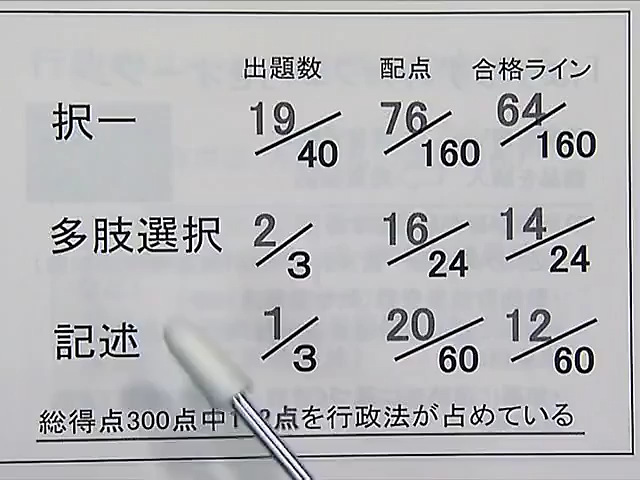 出題数 配点 合格ライン
択一 19/40 76/160 64/160
多肢選択 2/3 16/24 14/24
記述 1/3 20/60 12/60
総得点300点中1 2点を行政法が占めている